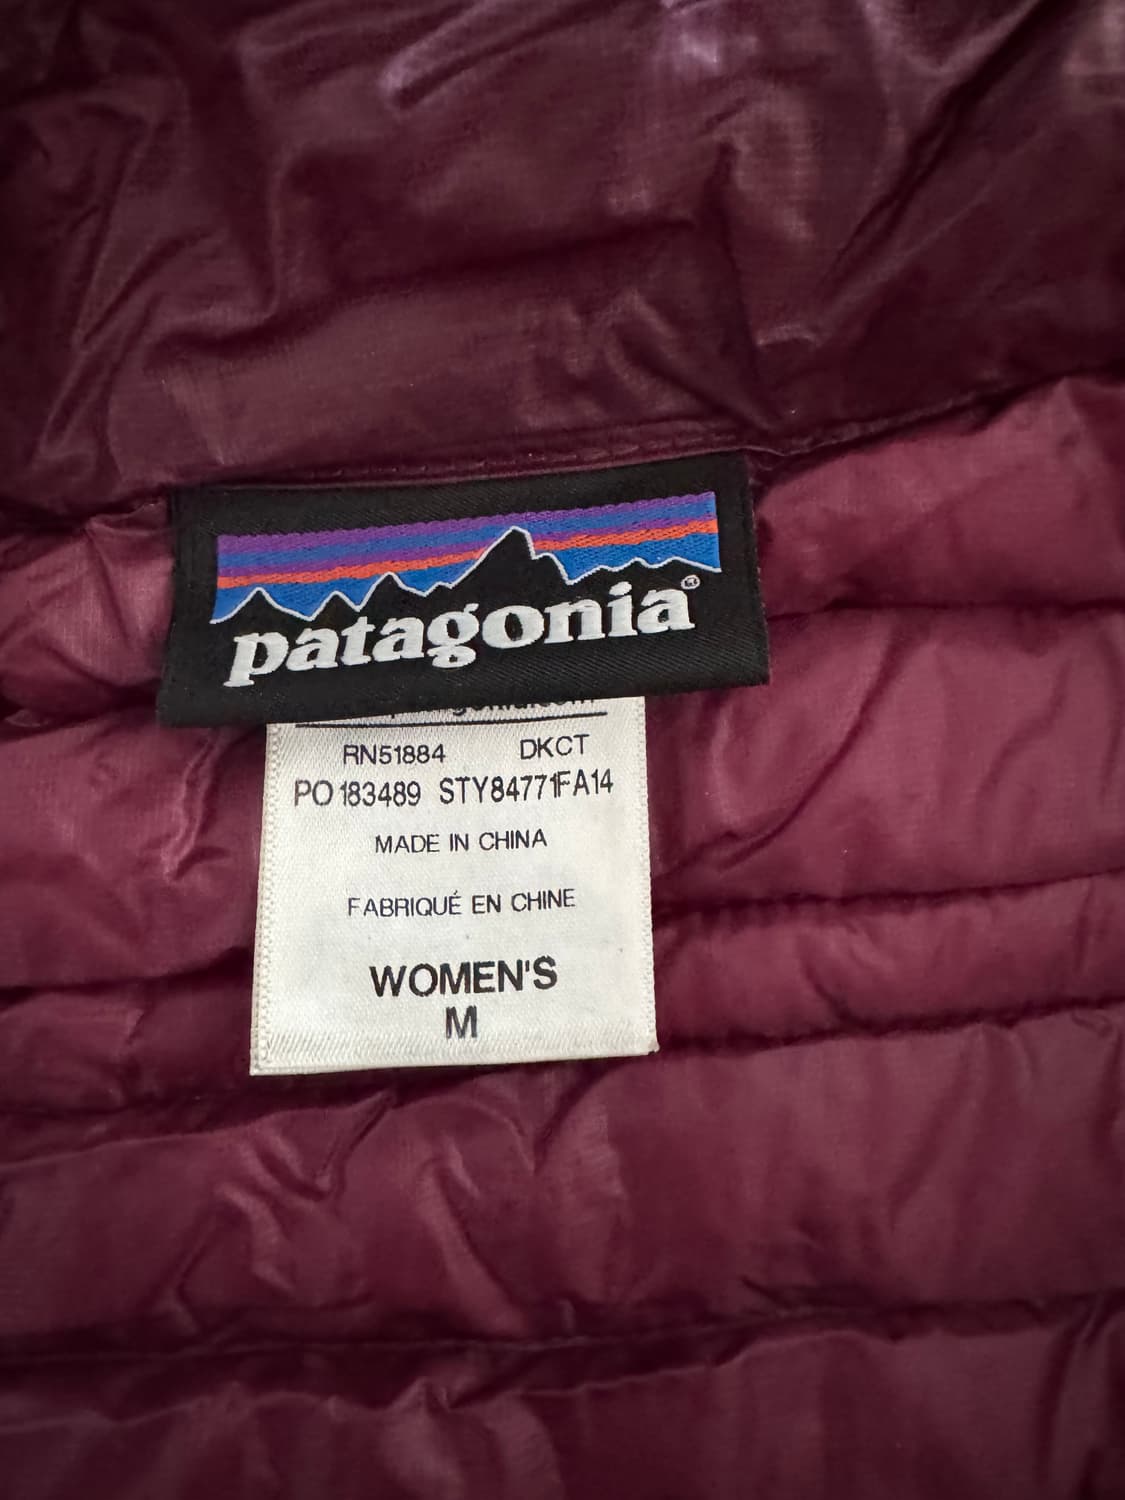 patagonia®
RN51884 DKCT
PO 183489 STY84771FA14
MADE IN CHINA
FABRIQUÉ EN CHINE
WOMEN'S
M